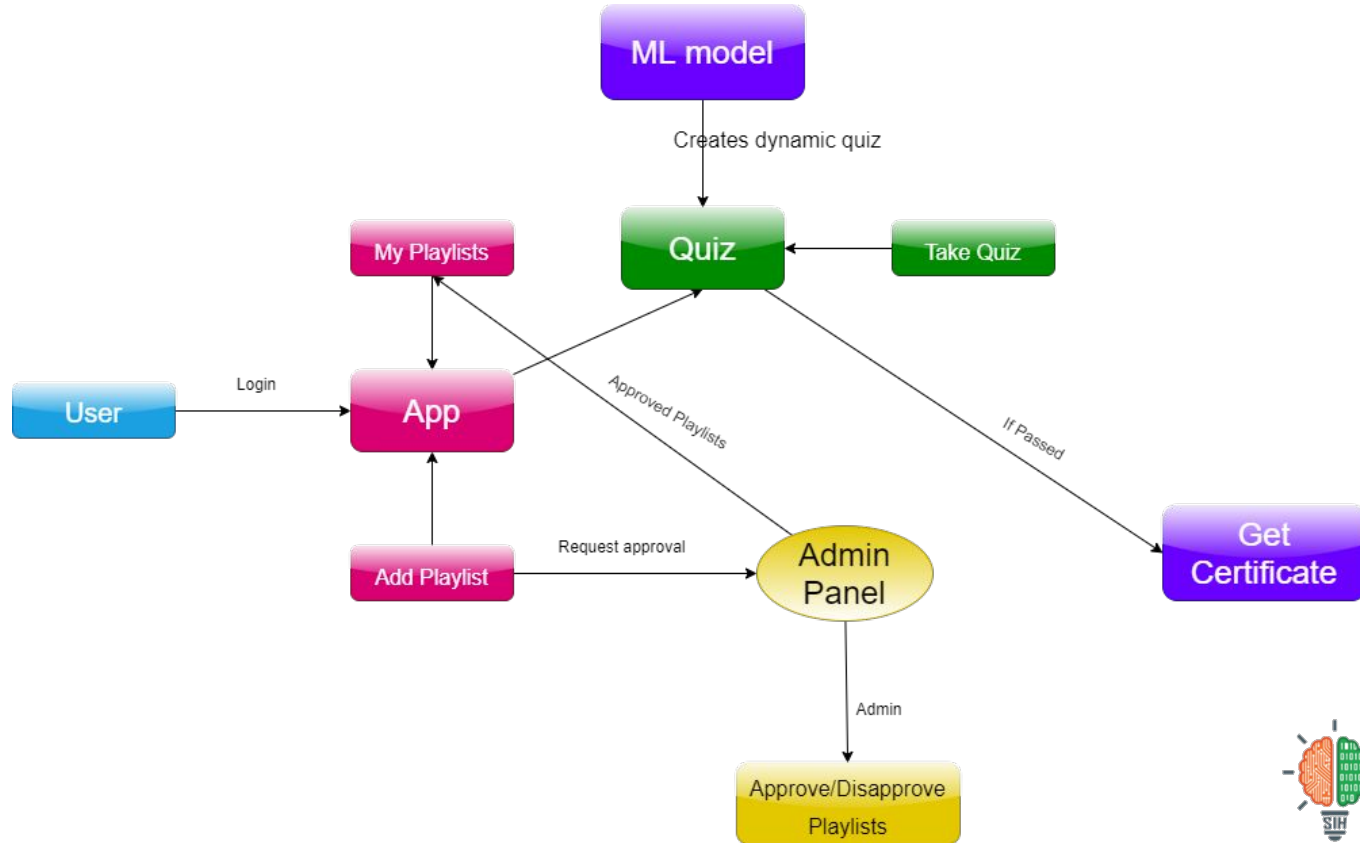 ML model
Creates dynamic quiz
My Playlists
Quiz
Take Quiz
Login
User
App
Approved Playlists
If Passed
Request approval
Add Playlist
Admin
Panel
Get
Certificate
Admin
Approve/Disapprove
Playlists
SIH